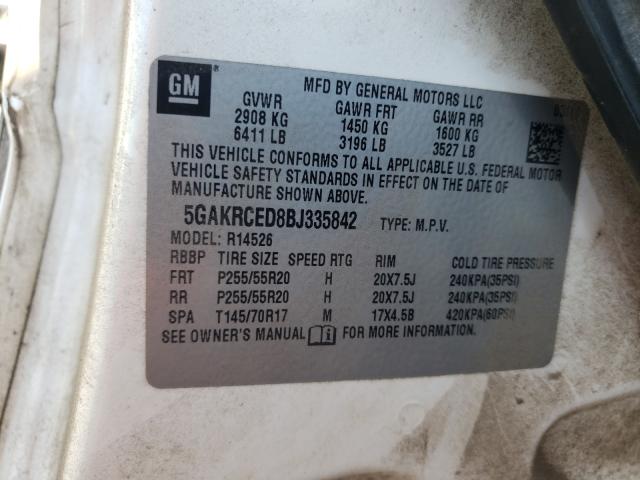 GM
MFD BY GENERAL MOTORS LLC
GVWR GAWR FRT GAWR RR
2908 KG 1450 KG 1600 KG
6411 LB 3196 LB 3527 LB
THIS VEHICLE CONFORMS TO ALL APPLICABLE U.S. FEDERAL MOTOR
VEHICLE SAFETY STANDARDS IN EFFECT ON THE DATE OF
MANUFACTURE SHOWN ABOVE.
5GAKRCED8BJ335842 TYPE: M.P.V.
MODEL: R14526
RBBP TIRE SIZE SPEED RTG RIM COLD TIRE PRESSURE
FRT P255/55R20 H 20X7.5J 240KPA(35PSI)
RR P255/55R20 H 20X7.5J 240KPA(35PSI)
SPA T145/70R17 M 17X4.5B 420KPA(60PSI)
SEE OWNER'S MANUAL FOR MORE INFORMATION.